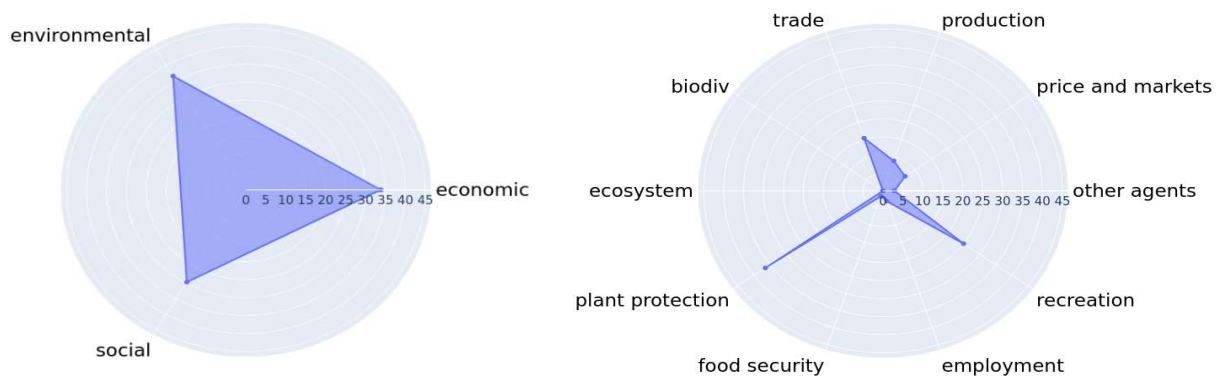 environmental
economic
social
0 5 10 15 20 25 30 35 40 45
trade
production
biodiv
price and markets
ecosystem
other agents
0 5 10 15 20 25 30 35 40 45
plant protection
recreation
food security
employment